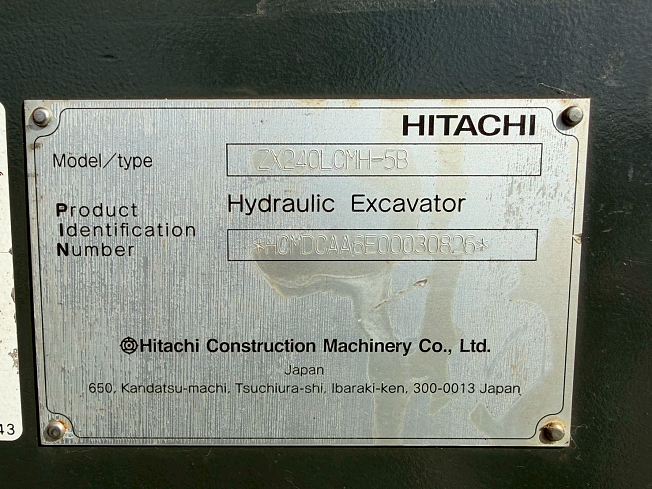 HITACHI
Model/type ZX240LCMH-5B
Hydraulic Excavator
Product
Identification
Number
*HCMDCAA6E00030826*
Hitachi Construction Machinery Co., Ltd.
Japan
650, Kandatsu-machi, Tsuchiura-shi, Ibaraki-ken, 300-0013 Japan
43